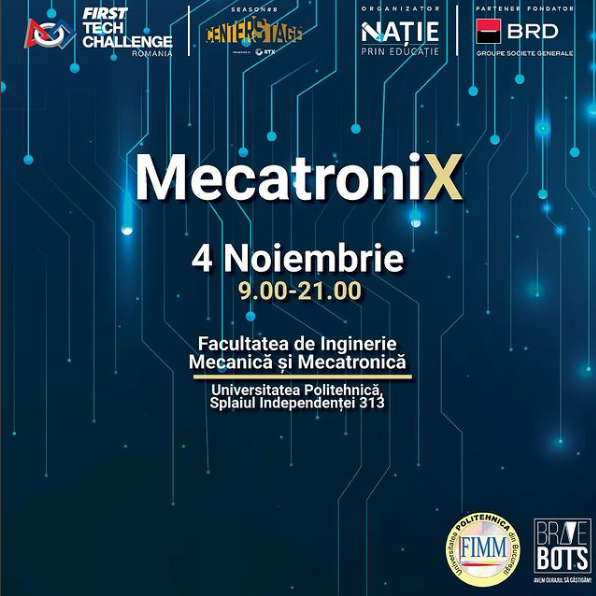 FIRST
TECH
CHALLENGE
ROMANIA
SEASON#8
CENTERSTAGE
PRESENTED BY RTX
ORGANIZATOR
NAȚIE
PRIN EDUCAȚIE
PARTENER FONDATOR
BRD
GROUPE SOCIETE GENERALE
MecatroniX
4 Noiembrie
9.00-21.00
Facultatea de Inginerie
Mecanică și Mecatronică
Universitatea Politehnică,
Splaiul Independenței 313
Universitatea POLITEHNICA din București
FIMM
BRAVE
BOTS
AVEM CURAJUL SĂ CÂȘTIGĂM!